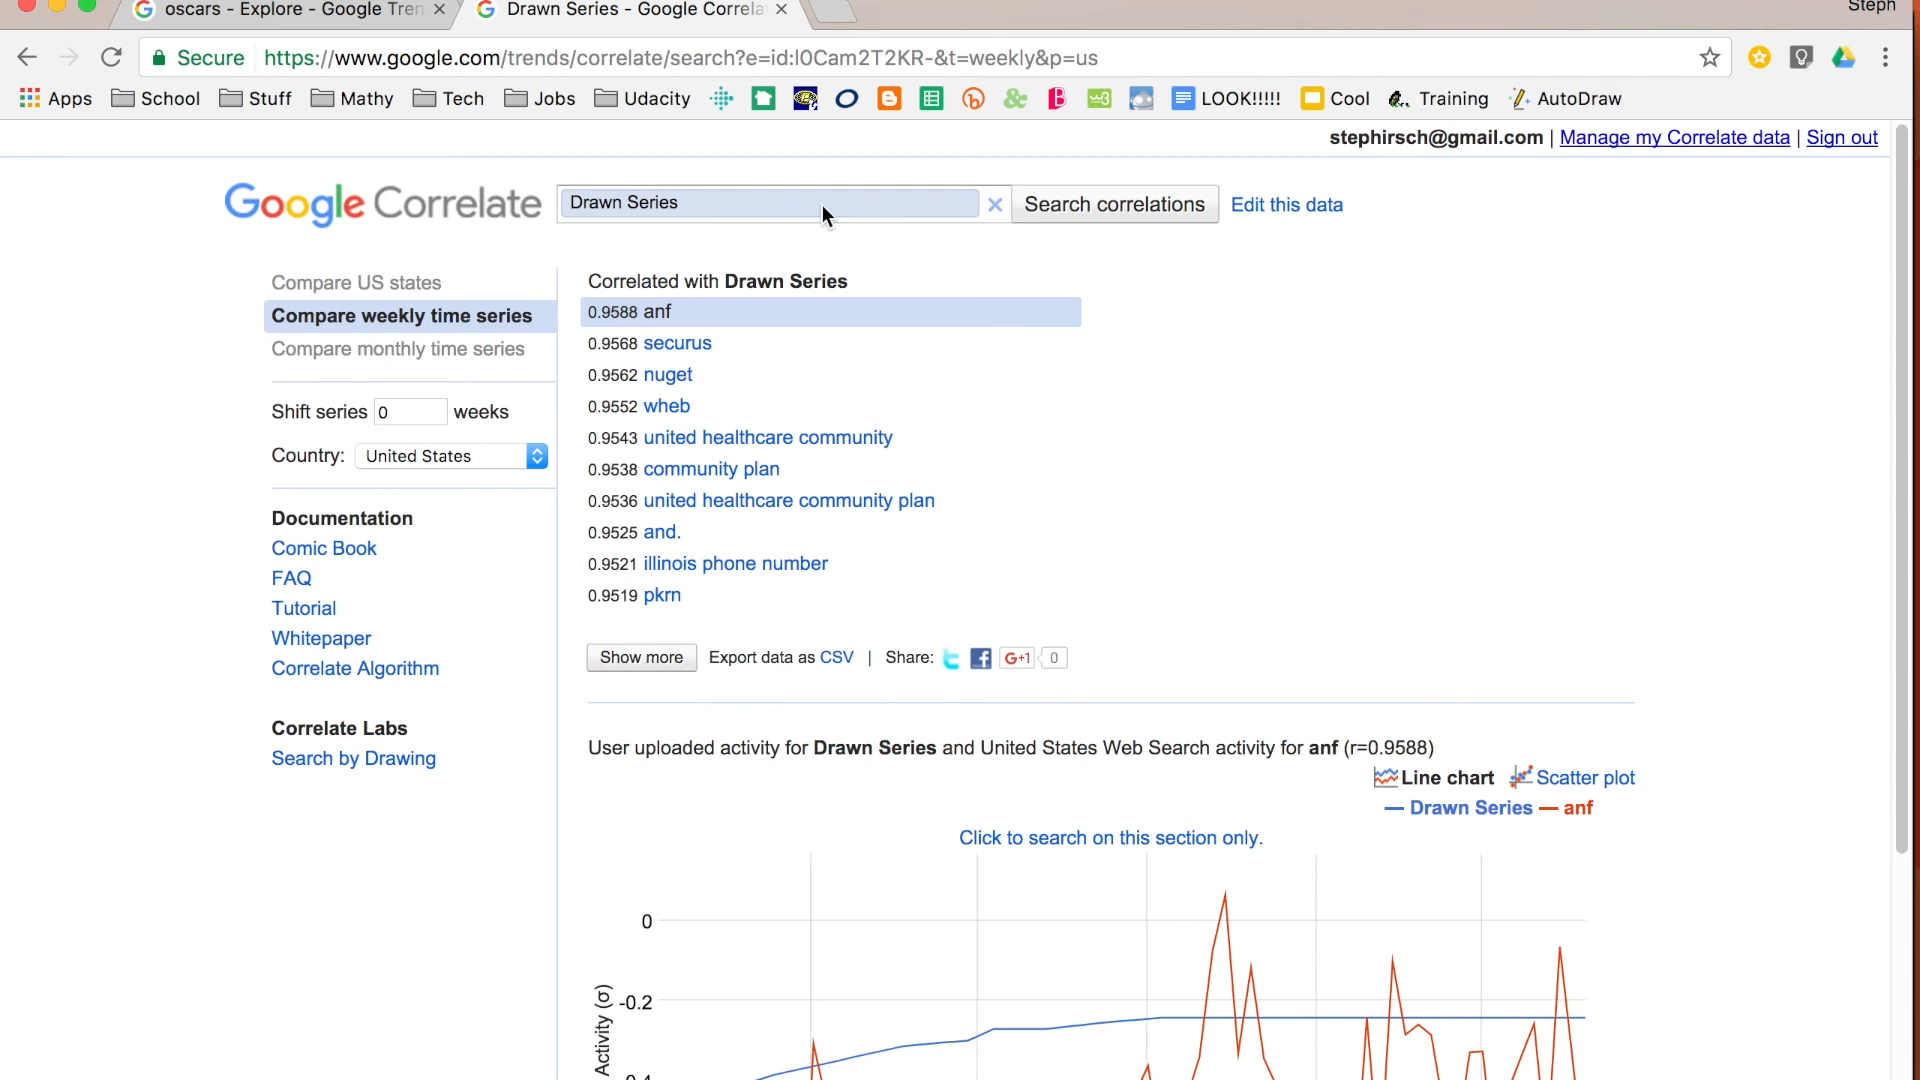 Steph
oscars - Explore - Google Tren
Drawn Series - Google Correla
Secure https://www.google.com/trends/correlate/search?e=id:l0Cam2T2KR-&t=weekly&p=us
Apps School Stuff Mathy Tech Jobs Udacity LOOK!!!!! Cool Training AutoDraw
stephirsch@gmail.com | Manage my Correlate data | Sign out
Google Correlate Drawn Series Search correlations Edit this data
Compare US states
Compare weekly time series
Compare monthly time series
Shift series 0 weeks
Country: United States
Documentation
Comic Book
FAQ
Tutorial
Whitepaper
Correlate Algorithm
Correlate Labs
Search by Drawing
Correlated with Drawn Series
0.9588 anf
0.9568 securus
0.9562 nuget
0.9552 wheb
0.9543 united healthcare community
0.9538 community plan
0.9536 united healthcare community plan
0.9525 and.
0.9521 illinois phone number
0.9519 pkrn
Show more Export data as CSV | Share: G+1 0
User uploaded activity for Drawn Series and United States Web Search activity for anf (r=0.9588)
Line chart Scatter plot
Drawn Series anf
Click to search on this section only.
0
-0.2
Activity (σ)